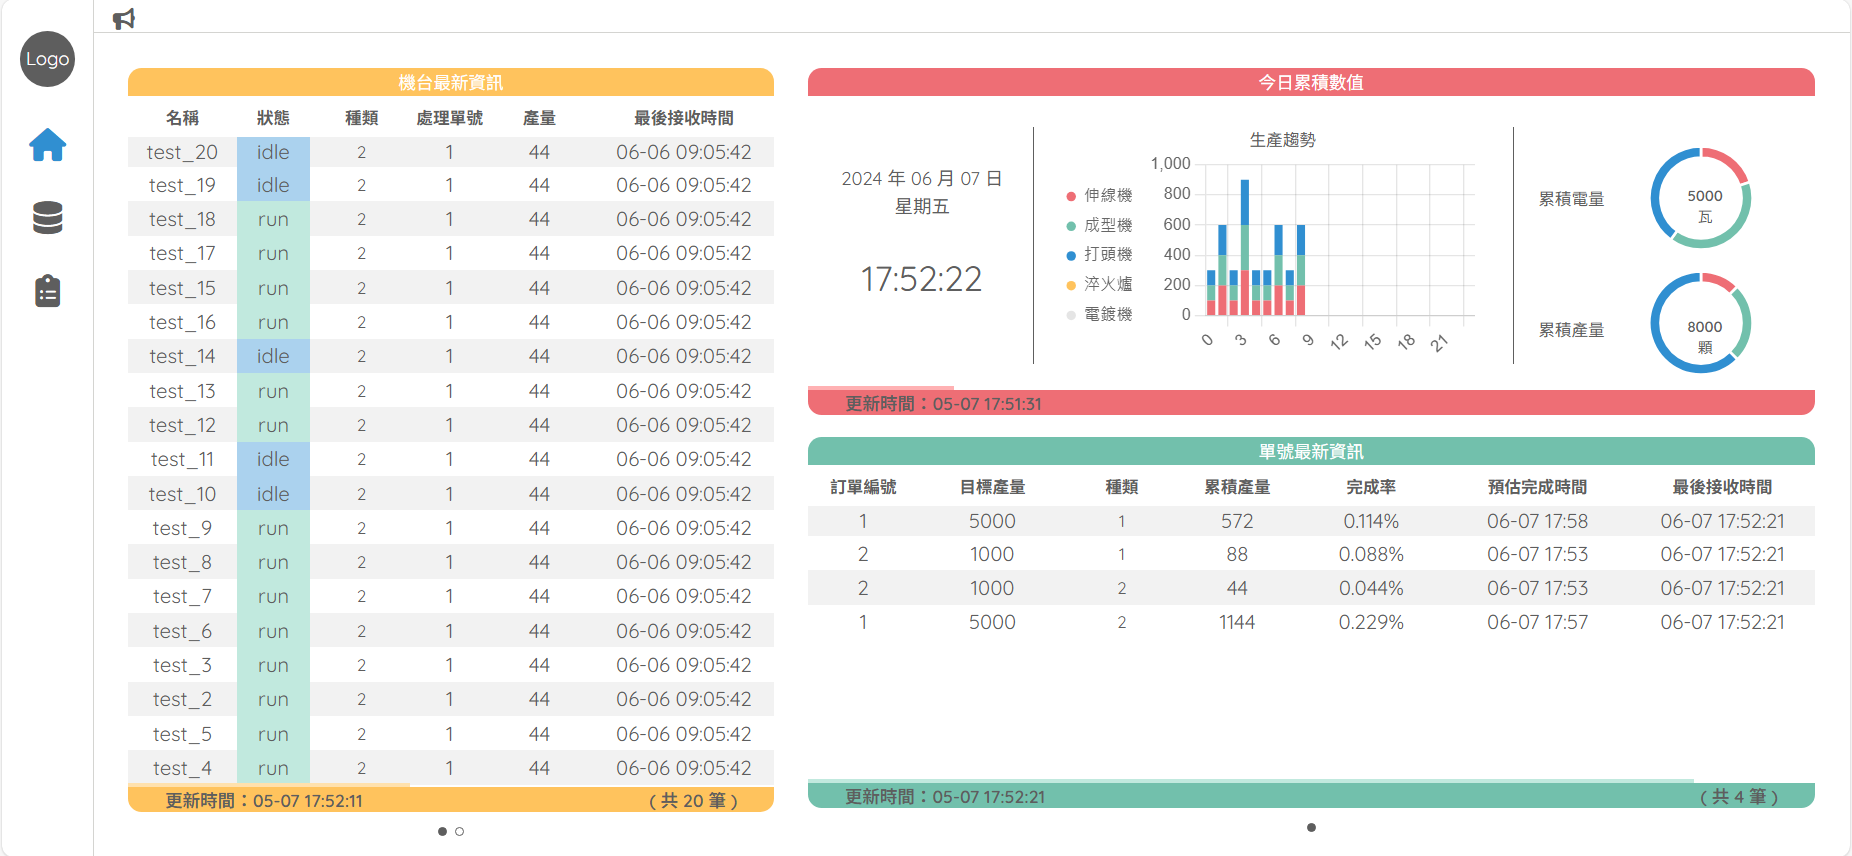 Logo
機台最新資訊
名稱 狀態 種類 處理單號 產量 最後接收時間
test_20 idle 2 1 44 06-06 09:05:42
test_19 idle 2 1 44 06-06 09:05:42
test_18 run 2 1 44 06-06 09:05:42
test_17 run 2 1 44 06-06 09:05:42
test_15 run 2 1 44 06-06 09:05:42
test_16 run 2 1 44 06-06 09:05:42
test_14 idle 2 1 44 06-06 09:05:42
test_13 run 2 1 44 06-06 09:05:42
test_12 run 2 1 44 06-06 09:05:42
test_11 idle 2 1 44 06-06 09:05:42
test_10 idle 2 1 44 06-06 09:05:42
test_9 run 2 1 44 06-06 09:05:42
test_8 run 2 1 44 06-06 09:05:42
test_7 run 2 1 44 06-06 09:05:42
test_6 run 2 1 44 06-06 09:05:42
test_3 run 2 1 44 06-06 09:05:42
test_2 run 2 1 44 06-06 09:05:42
test_5 run 2 1 44 06-06 09:05:42
test_4 run 2 1 44 06-06 09:05:42
更新時間：05-07 17:52:11 ( 共 20 筆 )
今日累積數值
2024 年 06 月 07 日
星期五
17:52:22
生產趨勢
伸線機
成型機
打頭機
淬火爐
電鍍機
1,000
800
600
400
200
0
0 3 6 9 12 15 18 21
累積電量
5000
瓦
累積產量
8000
顆
更新時間：05-07 17:51:31
單號最新資訊
訂單編號 目標產量 種類 累積產量 完成率 預估完成時間 最後接收時間
1 5000 1 572 0.114% 06-07 17:58 06-07 17:52:21
2 1000 1 88 0.088% 06-07 17:53 06-07 17:52:21
2 1000 2 44 0.044% 06-07 17:53 06-07 17:52:21
1 5000 2 1144 0.229% 06-07 17:57 06-07 17:52:21
更新時間：05-07 17:52:21 ( 共 4 筆 )